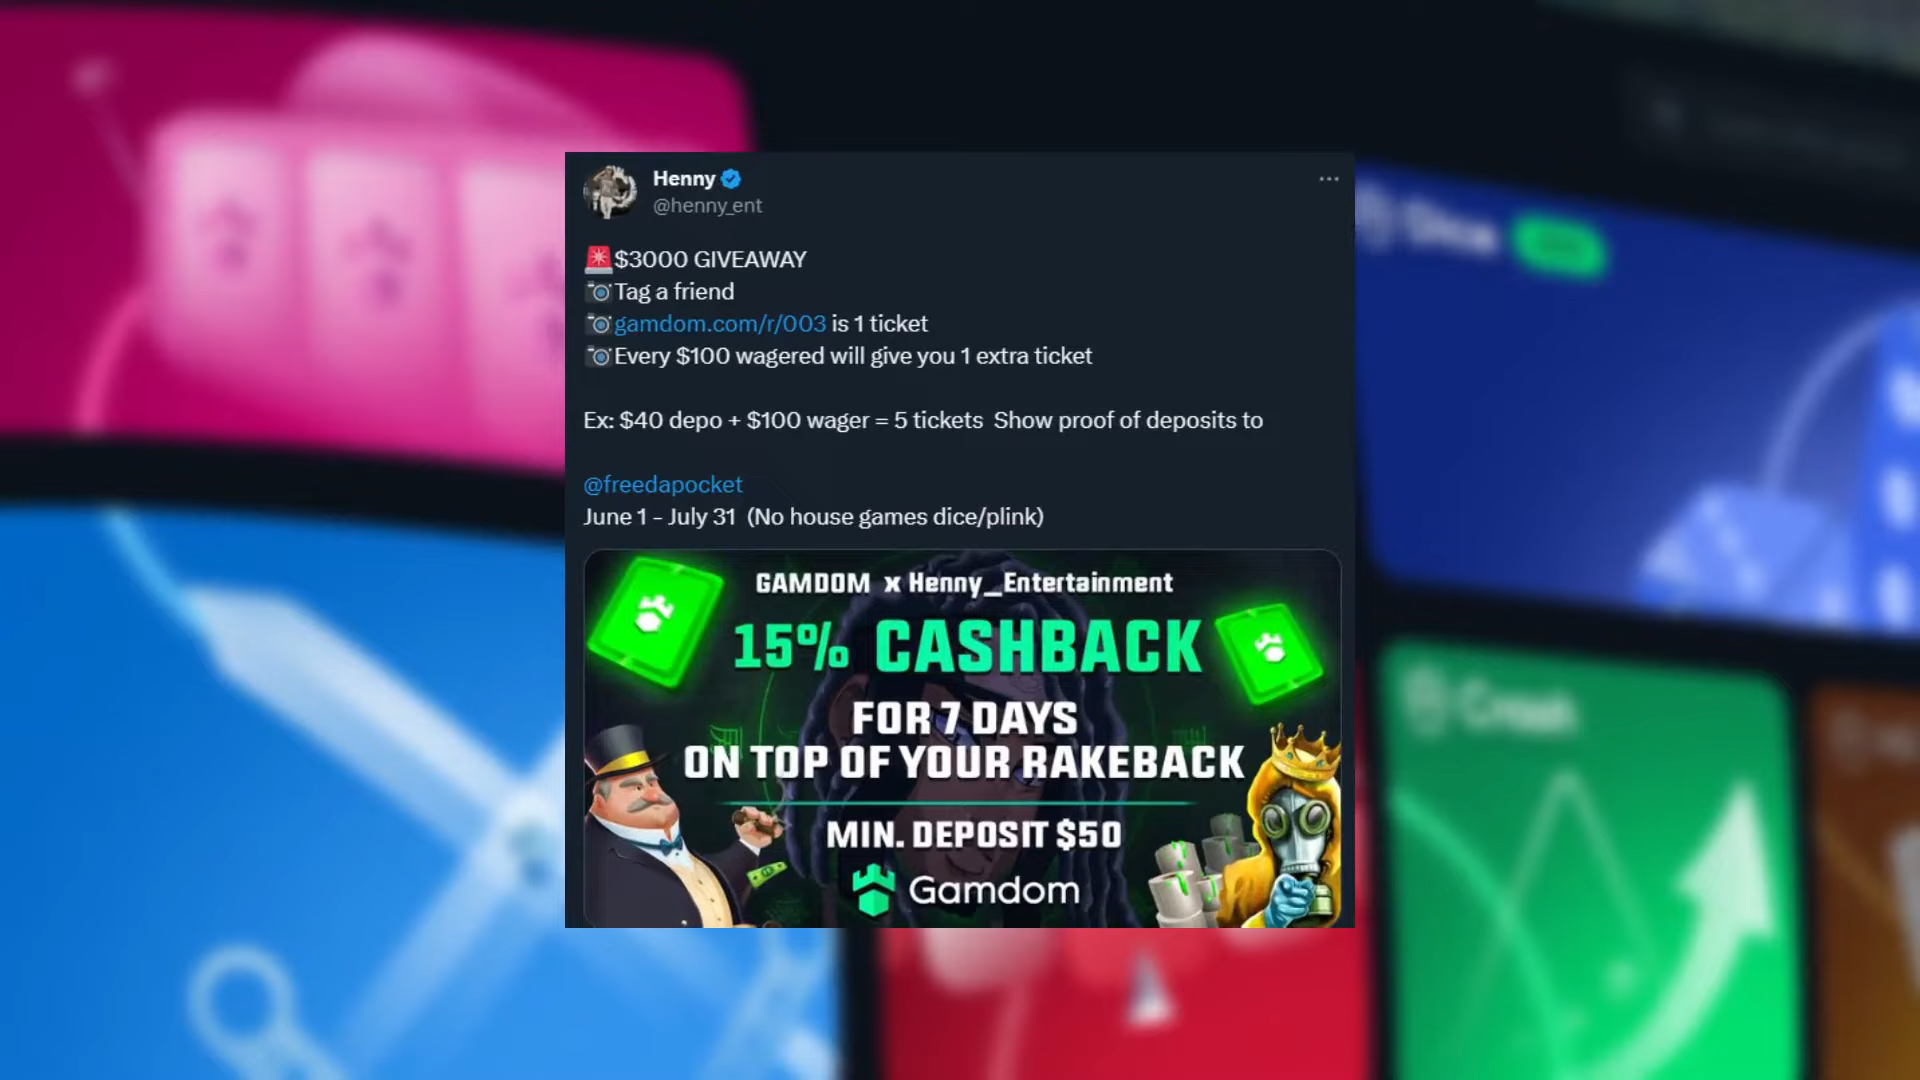 Henny
@henny_ent
$3000 GIVEAWAY
Tag a friend
gamdom.com/r/003 is 1 ticket
Every $100 wagered will give you 1 extra ticket
Ex: $40 depo + $100 wager = 5 tickets Show proof of deposits to
@freedapocket
June 1 - July 31 (No house games dice/plink)
GAMDOM x Henny_Entertainment
15% CASHBACK
FOR 7 DAYS
ON TOP OF YOUR RAKEBACK
MIN. DEPOSIT $50
Gamdom
Dice
Crash